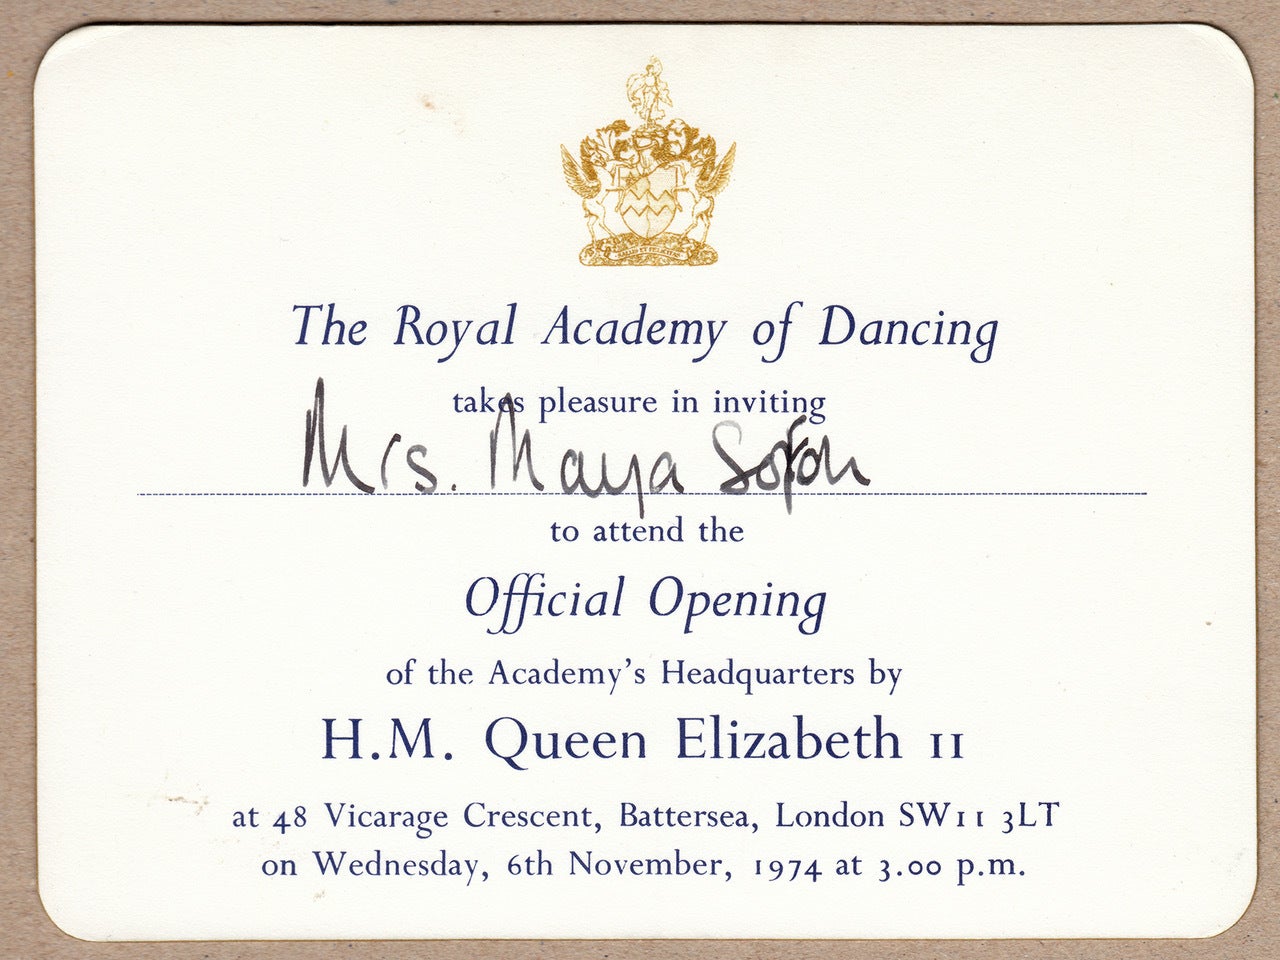 The Royal Academy of Dancing
takes pleasure in inviting
Mrs. Maya
to attend the
Official Opening
of the Academy's Headquarters by
H.M. Queen Elizabeth II
at 48 Vicarage Crescent, Battersea, London SW11 3LT
on Wednesday, 6th November, 1974 at 3.00 p.m.